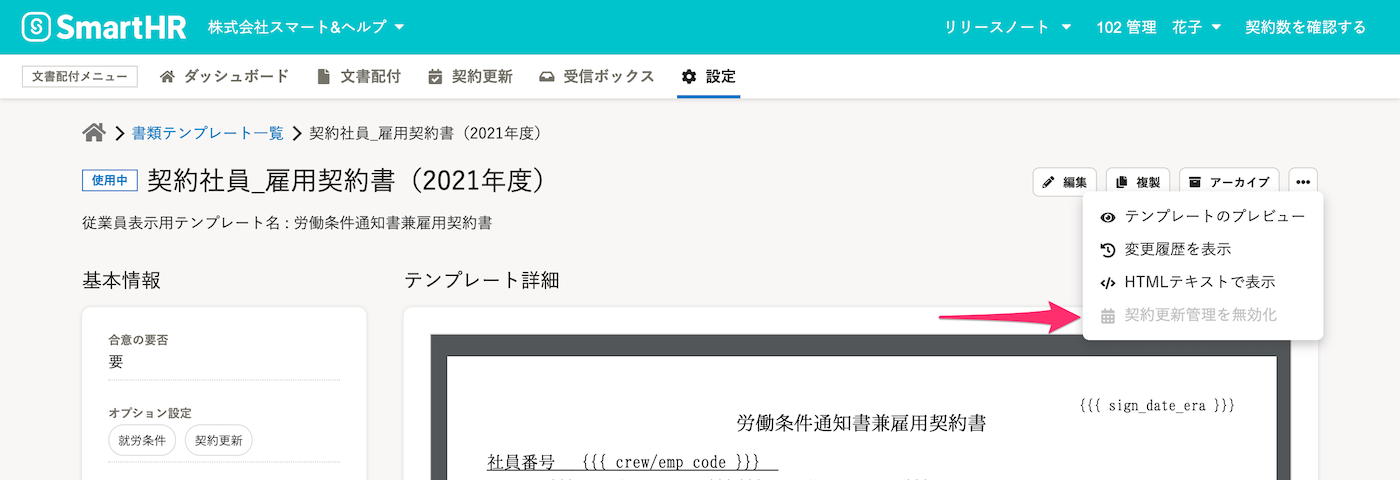 SmartHR 株式会社スマート&ヘルプ リリースノート 102 管理 花子 契約数を確認する
文書配付メニュー ダッシュボード 文書配付 契約更新 受信ボックス 設定
書類テンプレート一覧 契約社員_雇用契約書（2021年度）
使用中 契約社員_雇用契約書（2021年度） 編集 複製 アーカイブ
テンプレートのプレビュー
従業員表示用テンプレート名 : 労働条件通知書兼雇用契約書
変更履歴を表示
HTMLテキストで表示
契約更新管理を無効化
基本情報 テンプレート詳細
合意の要否
要
オプション設定
就労条件 契約更新
{{{ sign_date_era }}}
労働条件通知書兼雇用契約書
社員番号 {{{ crew/emp_code }}}